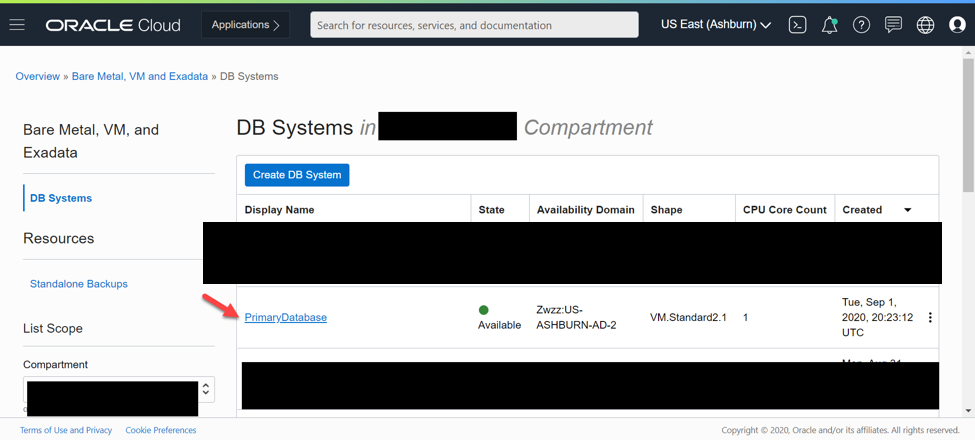 ORACLE Cloud
Applications
Search for resources, services, and documentation
US East (Ashburn)
Overview » Bare Metal, VM and Exadata » DB Systems
Bare Metal, VM, and
Exadata
DB Systems
Resources
Standalone Backups
List Scope
Compartment
DB Systems in Compartment
Create DB System
Display Name State Availability Domain Shape CPU Core Count Created
PrimaryDatabase
Available
Zwzz:US-
ASHBURN-AD-2
VM.Standard2.1
1
Tue, Sep 1,
2020, 20:23:12
UTC
Terms of Use and Privacy Cookie Preferences
Copyright © 2020, Oracle and/or its affiliates. All rights reserved.